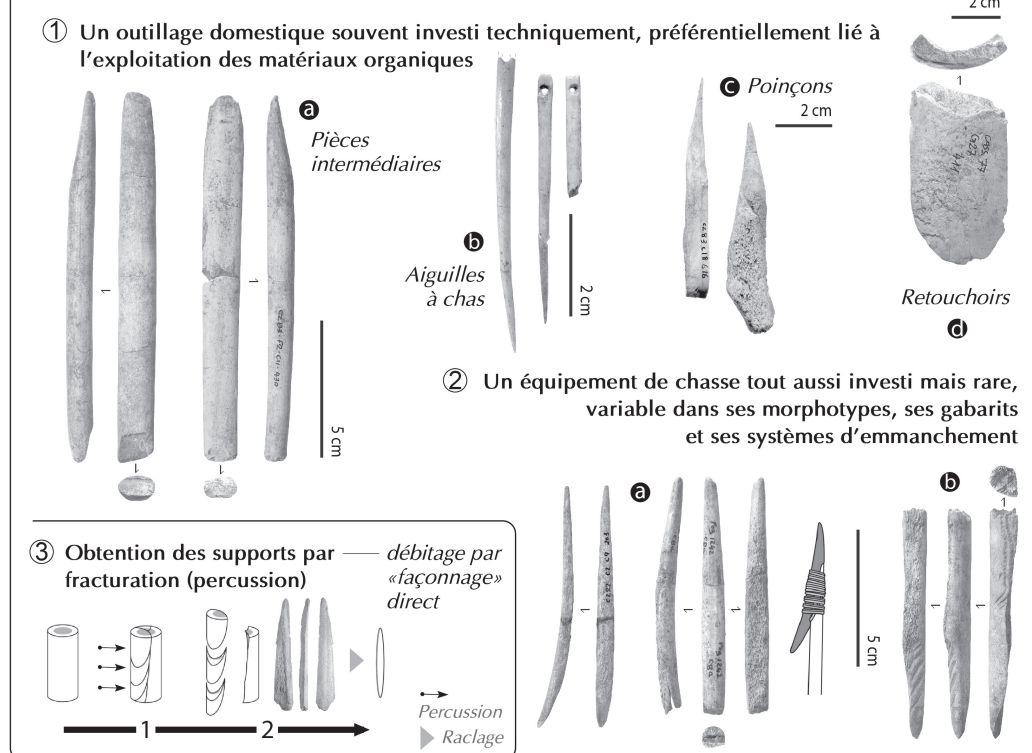 2 cm
① Un outillage domestique souvent investi techniquement, préférentiellement lié à
l'exploitation des matériaux organiques
a
Pièces
intermédiaires
b
Aiguilles
à chas
2 cm
c Poinçons
2 cm
Retouchoirs
d
5 cm
② Un équipement de chasse tout aussi investi mais rare,
variable dans ses morphotypes, ses gabarits
et ses systèmes d'emmanchement
a
b
5 cm
③ Obtention des supports par
fracturation (percussion)
débitage par
«façonnage»
direct
1
2
Percussion
Raclage